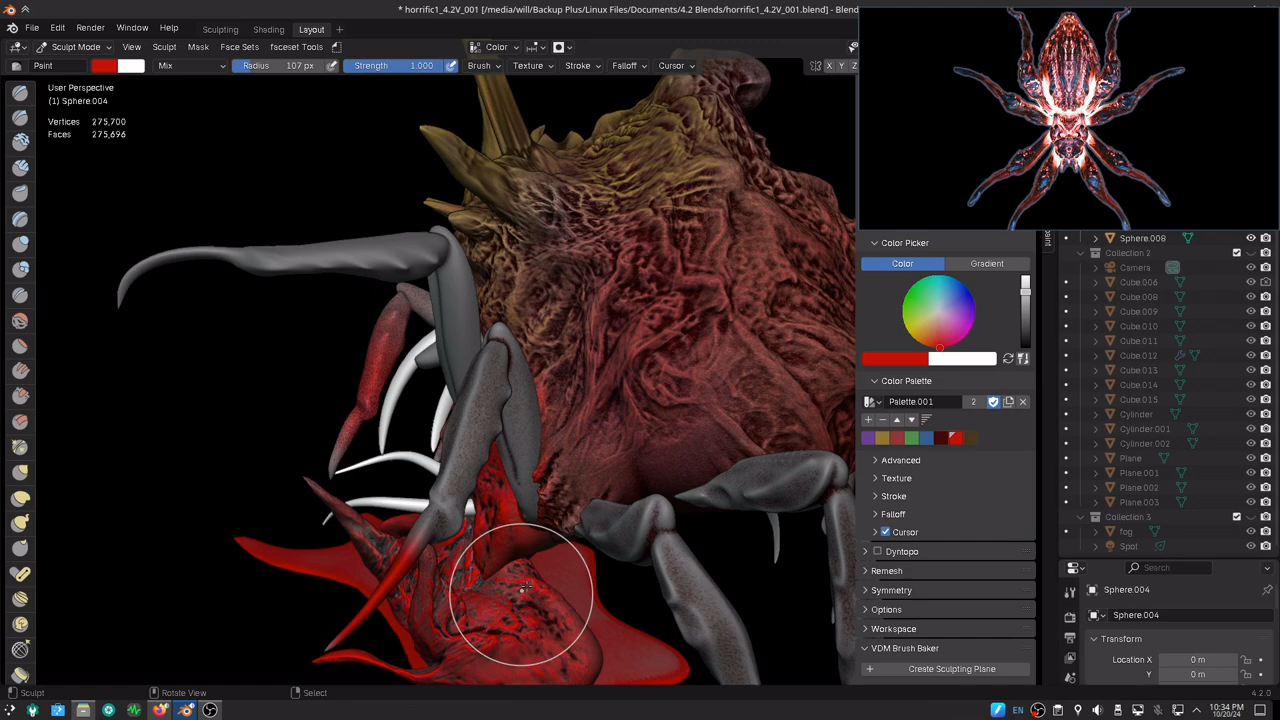 * horrific1_4.2V_001 [/media/will/Backup Plus/Linux Files/Documents/4.2 Blends/horrific1_4.2V_001.blend] - Blen
File Edit Render Window Help Sculpting Shading Layout +
Sculpt Mode View Sculpt Mask Face Sets faceset Tools Color
Paint Mix Radius 107 px Strength 1.000 Brush Texture Stroke Falloff Cursor X Y Z
User Perspective
(1) Sphere.004
Vertices 275,700
Faces 275,696
Color Picker
Color Gradient
Color Palette
Palette.001 2
Advanced
Texture
Stroke
Falloff
Cursor
Dyntopo
Remesh
Symmetry
Options
Workspace
VDM Brush Baker
Create Sculpting Plane
Sphere.008
Collection 2
Camera
Cube.006
Cube.008
Cube.009
Cube.010
Cube.011
Cube.012
Cube.013
Cube.014
Cube.015
Cylinder
Cylinder.001
Cylinder.002
Plane
Plane.001
Plane.002
Plane.003
Collection 3
fog
Spot
Search
Sphere.004
Sphere.004
Transform
Location X 0 m
Y 0 m
Sculpt Rotate View Select 4.2.0
EN 10:34 PM
10/20/24